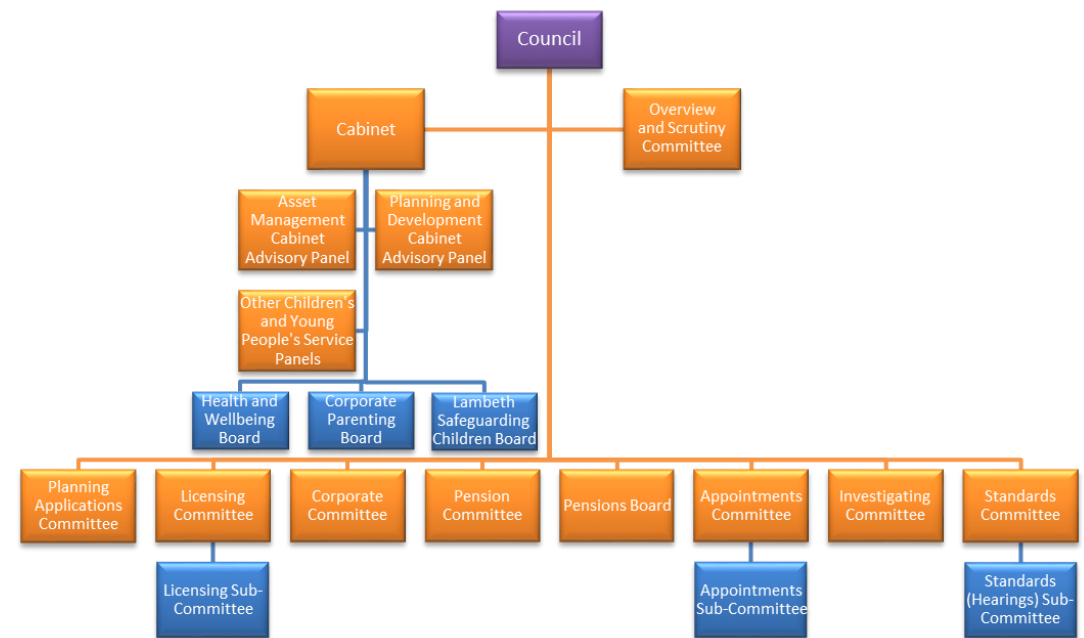 Council
Cabinet
Overview
and Scrutiny
Committee
Asset
Management
Cabinet
Advisory Panel
Planning and
Development
Cabinet
Advisory Panel
Other Children's
and Young
People's Service
Panels
Health and
Wellbeing
Board
Corporate
Parenting
Board
Lambeth
Safeguarding
Children Board
Planning
Applications
Committee
Licensing
Committee
Corporate
Committee
Pension
Committee
Pensions Board
Appointments
Committee
Investigating
Committee
Standards
Committee
Licensing Sub-
Committee
Appointments
Sub-Committee
Standards
(Hearings) Sub-
Committee